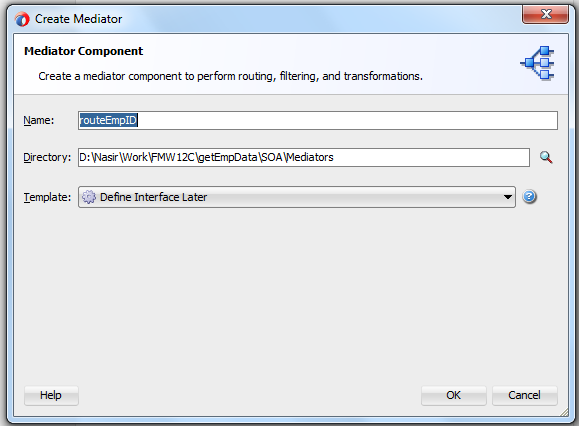 Create Mediator
Mediator Component
Create a mediator component to perform routing, filtering, and transformations.
Name: routeEmpID
Directory: D:\Nasir\Work\FMW12C\getEmpData\SOA\Mediators
Template: Define Interface Later
Help OK Cancel